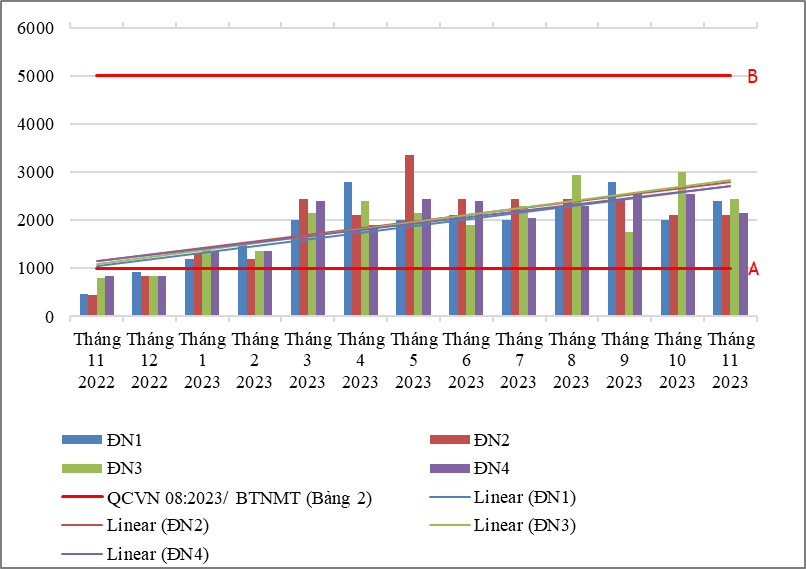 6000
5000
B
4000
3000
2000
1000
A
0
Tháng Tháng Tháng Tháng Tháng Tháng Tháng Tháng Tháng Tháng Tháng Tháng Tháng
11 12 1 2 3 4 5 6 7 8 9 10 11
2022 2022 2023 2023 2023 2023 2023 2023 2023 2023 2023 2023 2023
ĐN1 ĐN2
ĐN3 ĐN4
QCVN 08:2023/ BTNMT (Bảng 2) Linear (ĐN1)
Linear (ĐN2) Linear (ĐN3)
Linear (ĐN4)